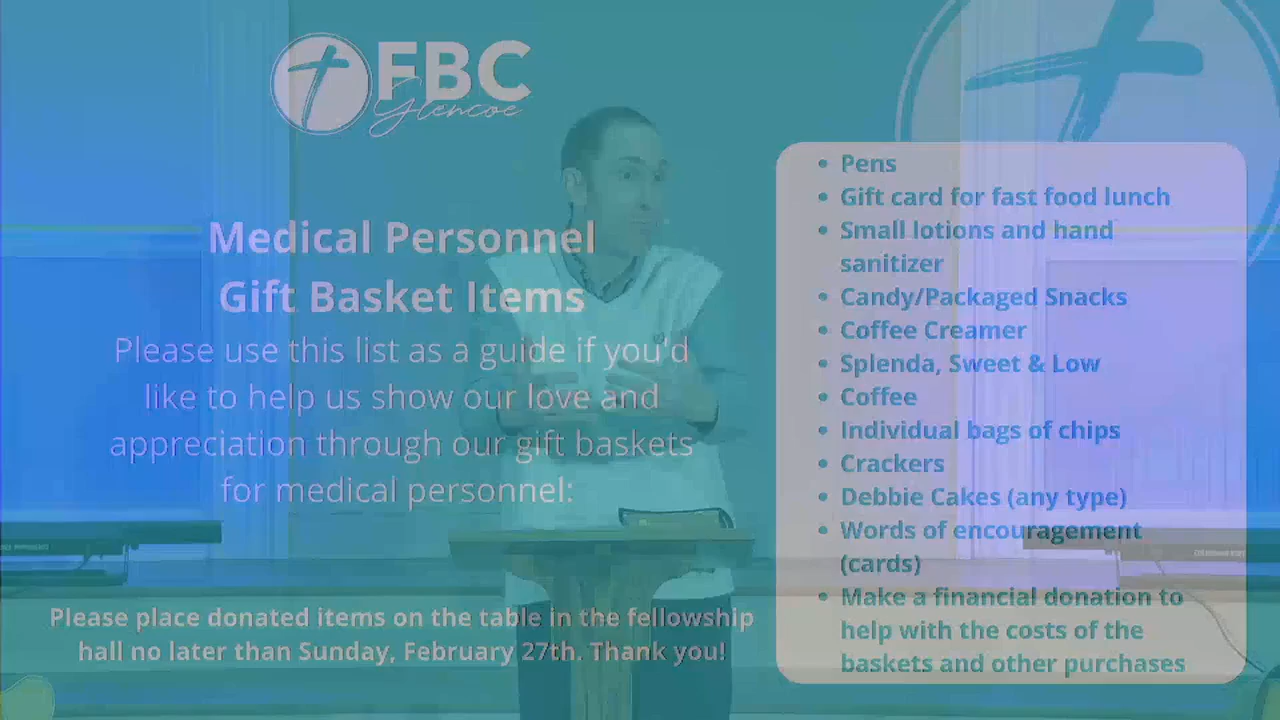 FBC
Glencoe
Medical Personnel
Gift Basket Items
Please use this list as a guide if you'd
like to help us show our love and
appreciation through our gift baskets
for medical personnel:
Please place donated items on the table in the fellowship
hall no later than Sunday, February 27th. Thank you!
• Pens
• Gift card for fast food lunch
• Small lotions and hand
sanitizer
• Candy/Packaged Snacks
• Coffee Creamer
• Splenda, Sweet & Low
• Coffee
• Individual bags of chips
• Crackers
• Debbie Cakes (any type)
• Words of encouragement
(cards)
• Make a financial donation to
help with the costs of the
baskets and other purchases